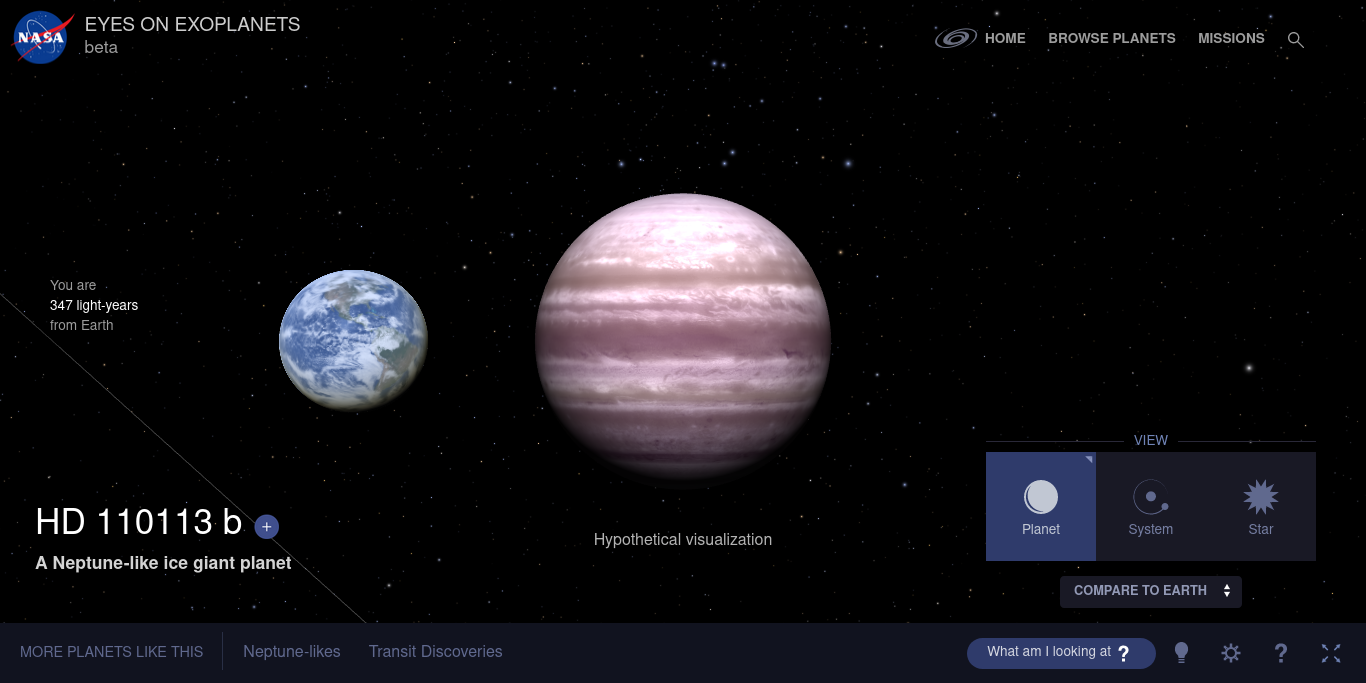 NASA
EYES ON EXOPLANETS
beta
HOME
BROWSE PLANETS
MISSIONS
You are
347 light-years
from Earth
HD 110113 b
+
A Neptune-like ice giant planet
Hypothetical visualization
VIEW
Planet
System
Star
COMPARE TO EARTH
MORE PLANETS LIKE THIS
Neptune-likes
Transit Discoveries
What am I looking at ?
?